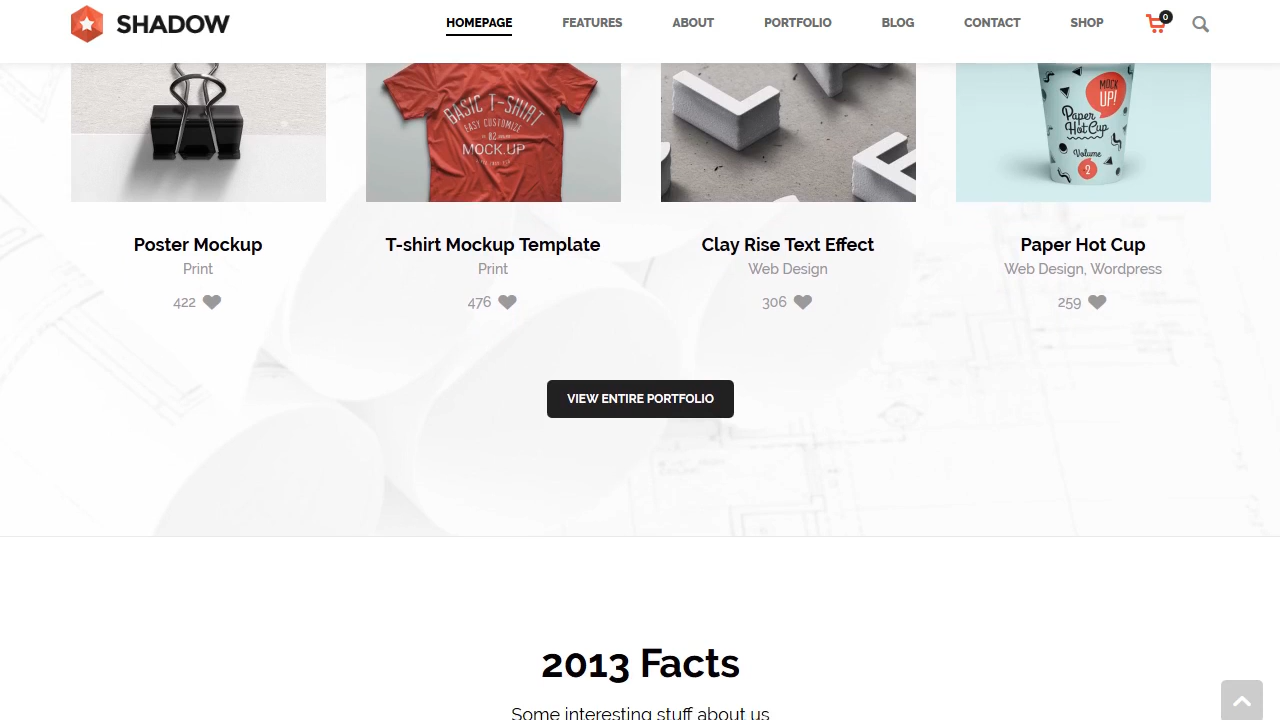 SHADOW
HOMEPAGE
FEATURES
ABOUT
PORTFOLIO
BLOG
CONTACT
SHOP
0
BASIC T-SHIRT
EASY CUSTOMIZE
MOCK.UP
MOCK
UP!
Paper
Hot Cup
Volume
2
Poster Mockup
Print
422
T-shirt Mockup Template
Print
476
Clay Rise Text Effect
Web Design
306
Paper Hot Cup
Web Design, Wordpress
259
VIEW ENTIRE PORTFOLIO
2013 Facts
Some interesting stuff about us